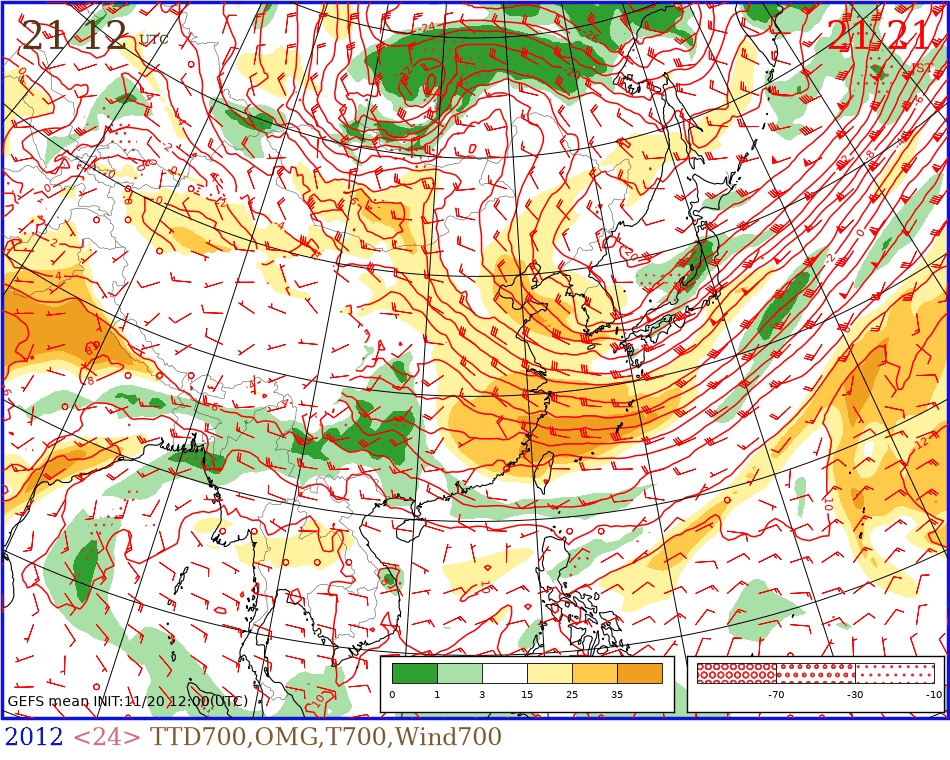 21 12 UTC
21 21 JST
0 1 3 15 25 35
-70 -30 -10
GEFS mean INIT:11/20 12:00(UTC)
2012 <24> TTD700,OMG,T700,Wind700